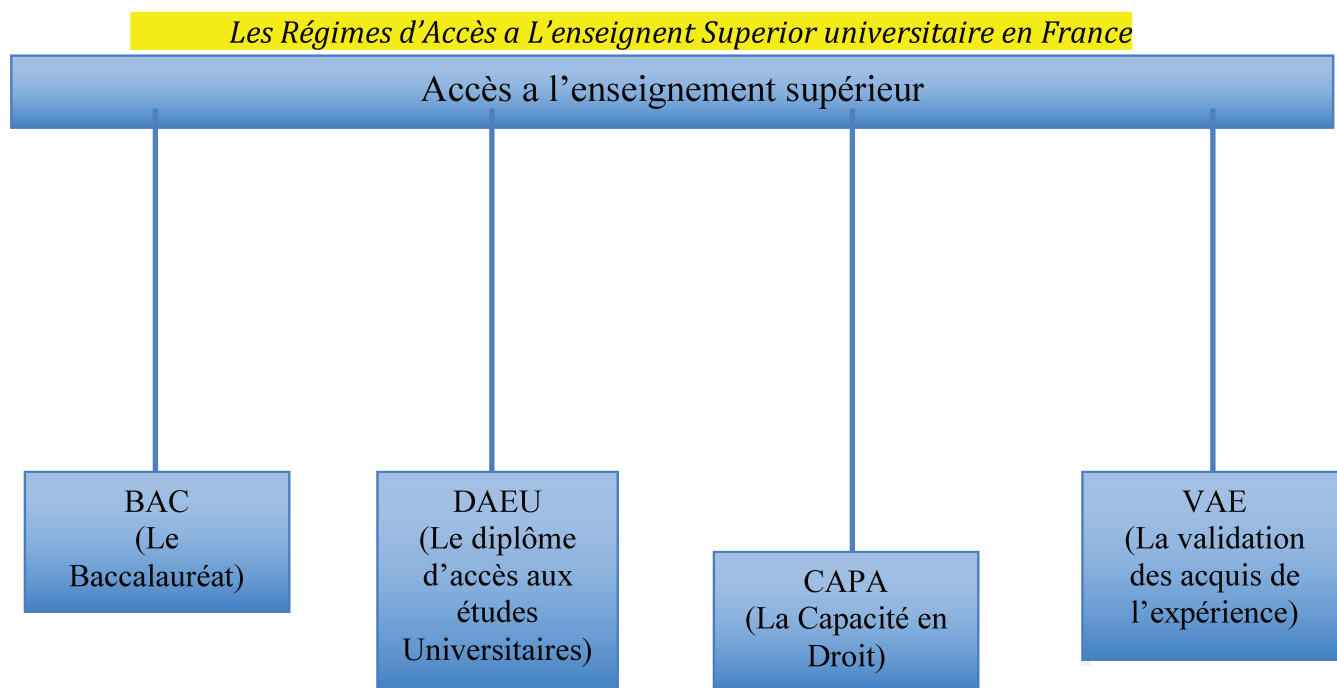 Les Régimes d'Accès a L'enseignent Superior universitaire en France
Accès a l’enseignement supérieur
BAC
(Le
Baccalauréat)
DAEU
(Le diplôme
d’accès aux
études
Universitaires)
CAPA
(La Capacité en
Droit)
VAE
(La validation
des acquis de
l’expérience)